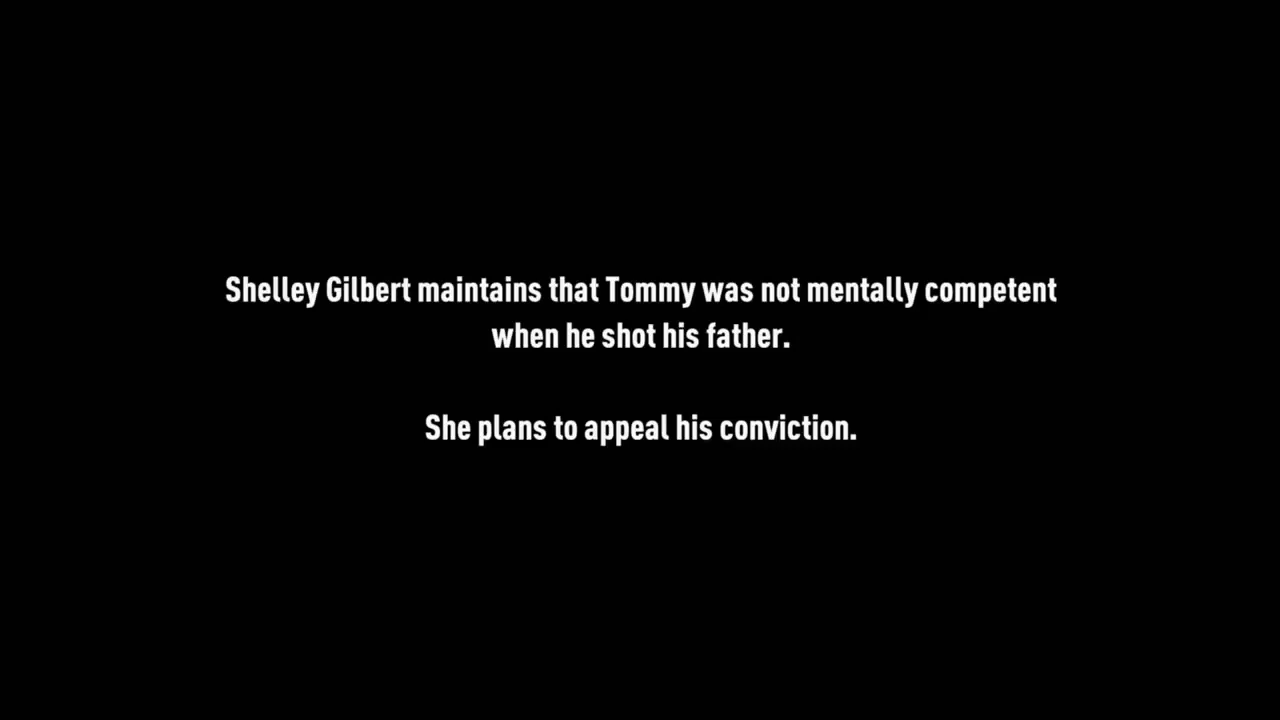 Shelley Gilbert maintains that Tommy was not mentally competent
when he shot his father.
She plans to appeal his conviction.